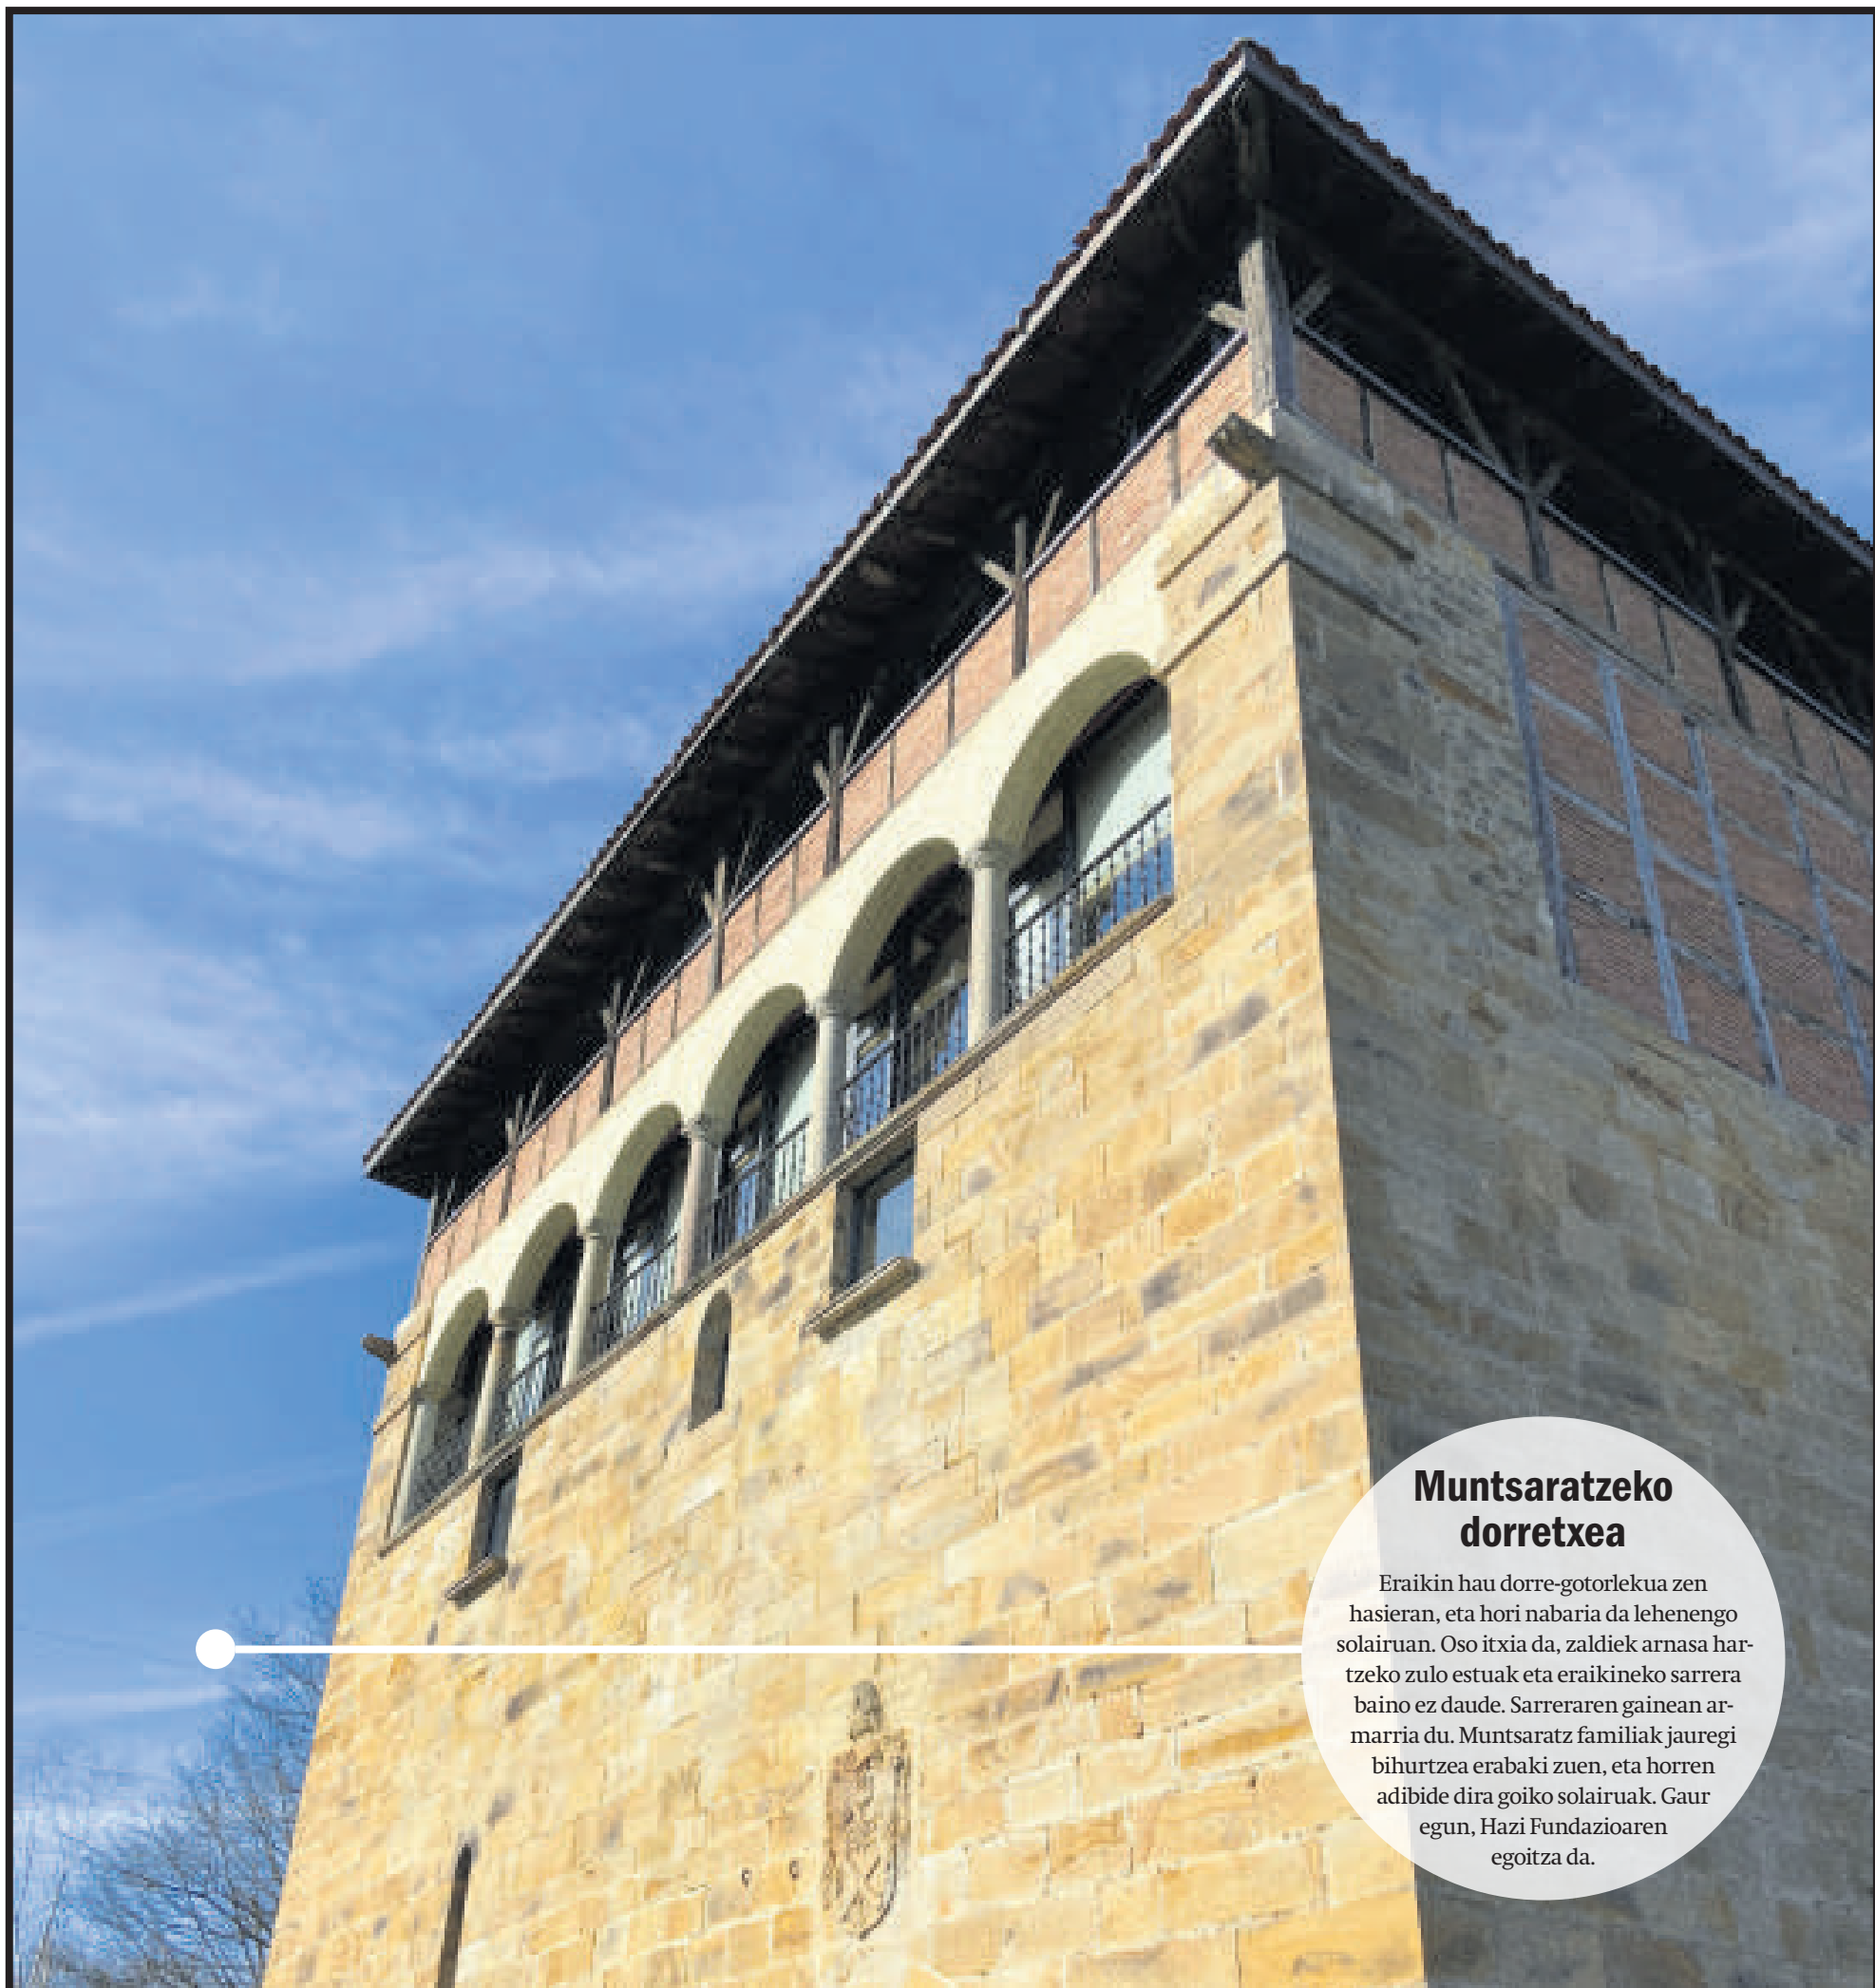 Muntsaratzeko
dorretxea
Eraikin hau dorre-gotorlekua zen
hasieran, eta hori nabaria da lehenengo
solairuan. Oso itxia da, zaldiek arnasa har-
tzeko zulo estuak eta eraikineko sarrera
baino ez daude. Sarreraren gainean ar-
marria du. Muntsaratz familiak jauregi
bihurtzea erabaki zuen, eta horren
adibide dira goiko solairuak. Gaur
egun, Hazi Fundazioaren
egoitza da.